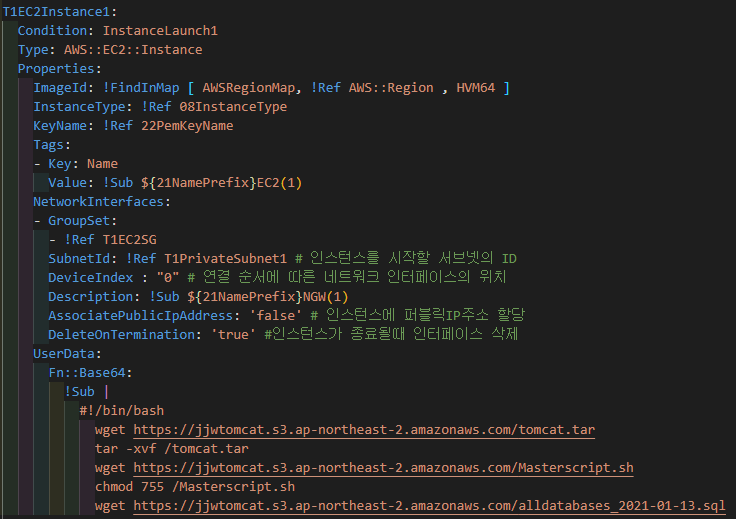 T1EC2Instance1:
Condition: InstanceLaunch1
Type: AWS::EC2::Instance
Properties:
ImageId: !FindInMap [ AWSRegionMap, !Ref AWS::Region , HVM64 ]
InstanceType: !Ref 08InstanceType
KeyName: !Ref 22PemKeyName
Tags:
- Key: Name
Value: !Sub ${21NamePrefix}EC2(1)
NetworkInterfaces:
- GroupSet:
- !Ref T1EC2SG
SubnetId: !Ref T1PrivateSubnet1 # 인스턴스를 시작할 서브넷의 ID
DeviceIndex : "0" # 연결 순서에 따른 네트워크 인터페이스의 위치
Description: !Sub ${21NamePrefix}NGW(1)
AssociatePublicIpAddress: 'false' # 인스턴스에 퍼블릭IP주소 할당
DeleteOnTermination: 'true' #인스턴스가 종료될때 인터페이스 삭제
UserData:
Fn::Base64:
!Sub |
#!/bin/bash
wget https://jjwtomcat.s3.ap-northeast-2.amazonaws.com/tomcat.tar
tar -xvf /tomcat.tar
wget https://jjwtomcat.s3.ap-northeast-2.amazonaws.com/Masterscript.sh
chmod 755 /Masterscript.sh
wget https://jjwtomcat.s3.ap-northeast-2.amazonaws.com/alldatabases_2021-01-13.sql